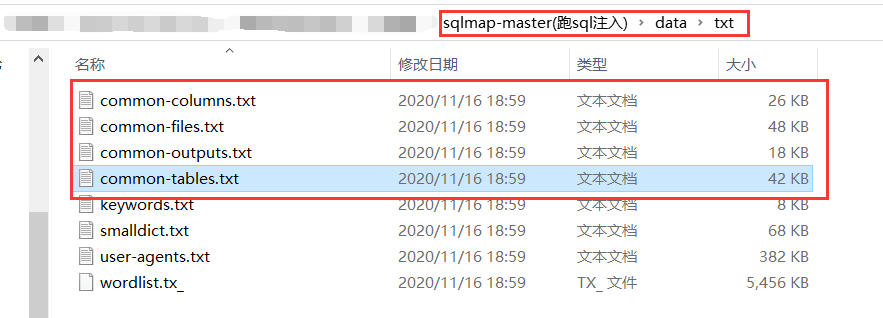 sqlmap-master(跑sql注入) › data › txt
名称 修改日期 类型 大小
common-columns.txt 2020/11/16 18:59 文本文档 26 KB
common-files.txt 2020/11/16 18:59 文本文档 48 KB
common-outputs.txt 2020/11/16 18:59 文本文档 18 KB
common-tables.txt 2020/11/16 18:59 文本文档 42 KB
keywords.txt 2020/11/16 18:59 文本文档 8 KB
smalldict.txt 2020/11/16 18:59 文本文档 68 KB
user-agents.txt 2020/11/16 18:59 文本文档 382 KB
wordlist.tx_ 2020/11/16 18:59 TX_ 文件 5,456 KB